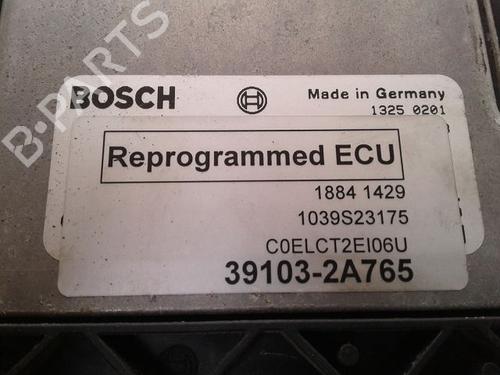 B-PARTS
BOSCH
Made in Germany
1325 0201
Reprogrammed ECU
1884 1429
1039S23175
C0ELCT2EI06U
39103-2A765